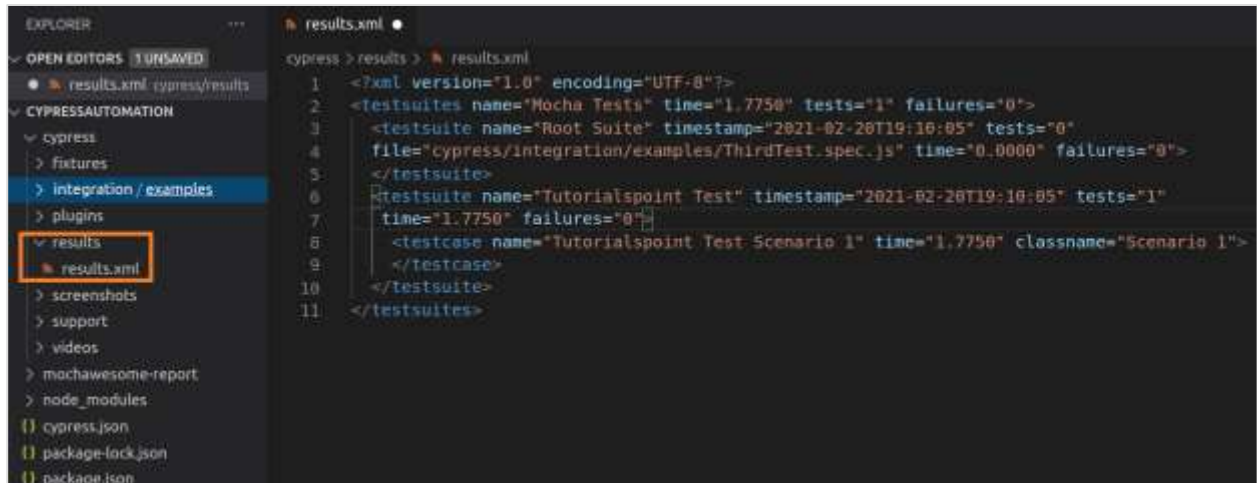 EXPLORER ···
OPEN EDITORS 1 UNSAVED
results.xml cypress/results
CYPRESSAUTOMATION
cypress
fixtures
integration / examples
plugins
results
results.xml
screenshots
support
videos
mochawesome-report
node_modules
{} cypress.json
{} package-lock.json
{} package.json
results.xml
cypress > results > results.xml
1 <?xml version="1.0" encoding="UTF-8"?>
2 <testsuites name="Mocha Tests" time="1.7750" tests="1" failures="0">
3 <testsuite name="Root Suite" timestamp="2021-02-20T19:10:05" tests="0"
4 file="cypress/integration/examples/ThirdTest.spec.js" time="0.0000" failures="0">
5 </testsuite>
6 <testsuite name="Tutorialspoint Test" timestamp="2021-02-20T19:10:05" tests="1"
7 time="1.7750" failures="0">
8 <testcase name="Tutorialspoint Test Scenario 1" time="1.7750" classname="Scenario 1">
9 </testcase>
10 </testsuite>
11 </testsuites>